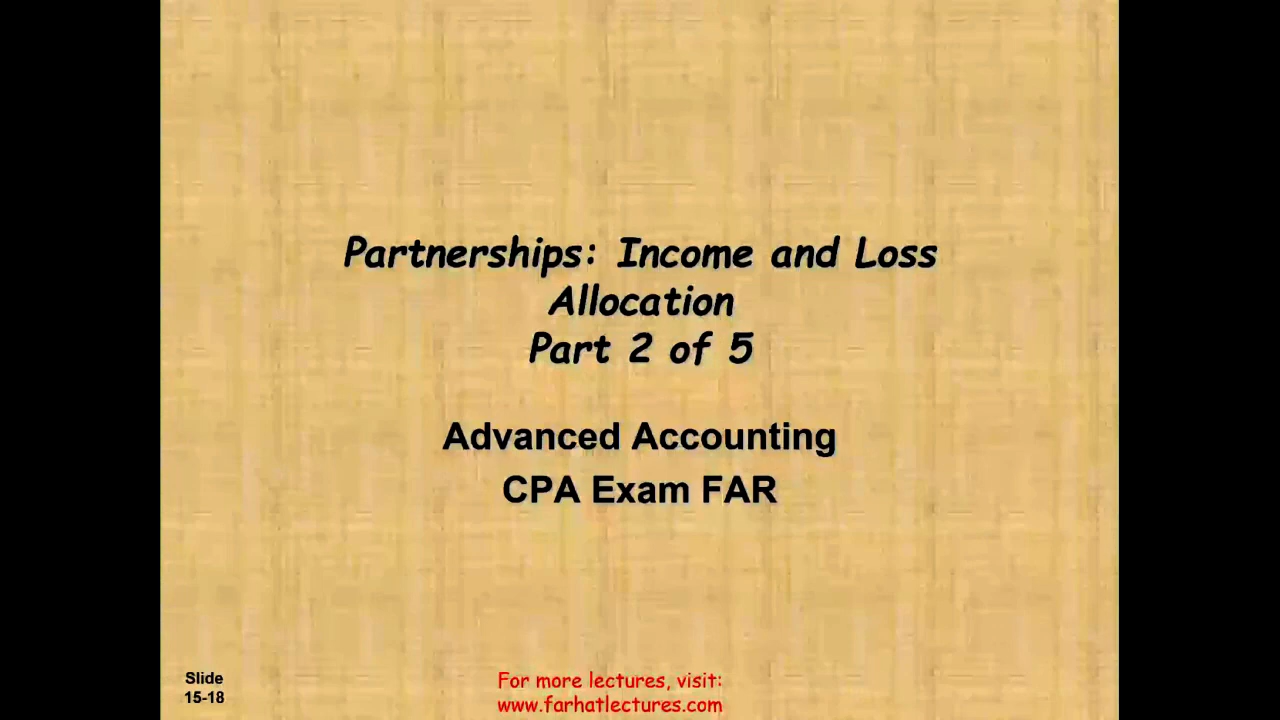 Partnerships: Income and Loss
Allocation
Part 2 of 5
Advanced Accounting
CPA Exam FAR
Slide
15-18
For more lectures, visit:
www.farhatlectures.com